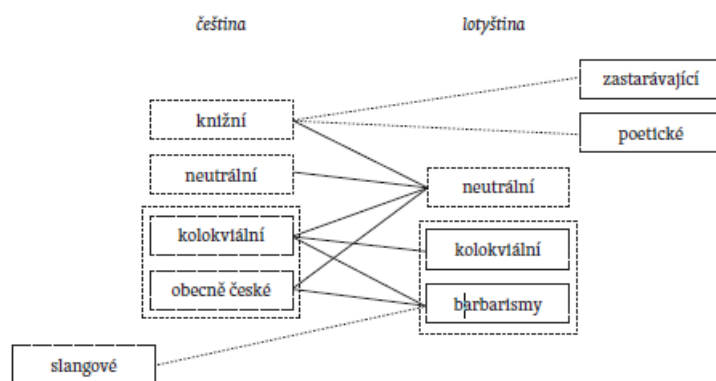 čeština
lotyština
zastarávající
knižní
poetické
neutrální
neutrální
kolokviální
kolokviální
obecně české
barbarismy
slangové